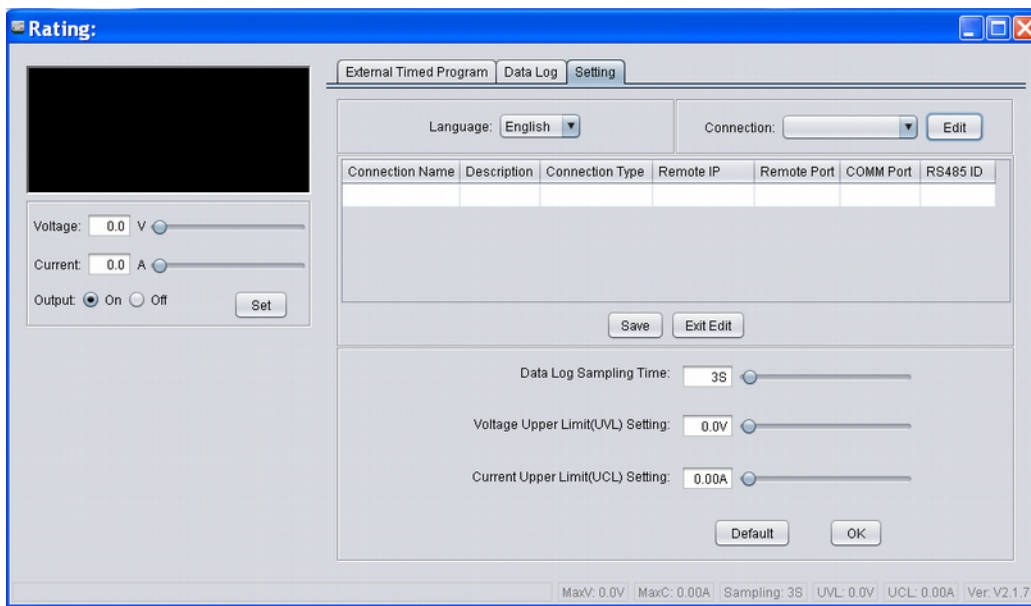 Rating:
External Timed Program Data Log Setting
Language: English Connection: Edit
Connection Name Description Connection Type Remote IP Remote Port COMM Port RS485 ID
Voltage: 0.0 V
Current: 0.0 A
Output: On Off Set
Save Exit Edit
Data Log Sampling Time: 3S
Voltage Upper Limit(UVL) Setting: 0.0V
Current Upper Limit(UCL) Setting: 0.00A
Default OK
MaxV: 0.0V MaxC: 0.00A Sampling: 3S UVL: 0.0V UCL: 0.00A Ver: V2.1.7